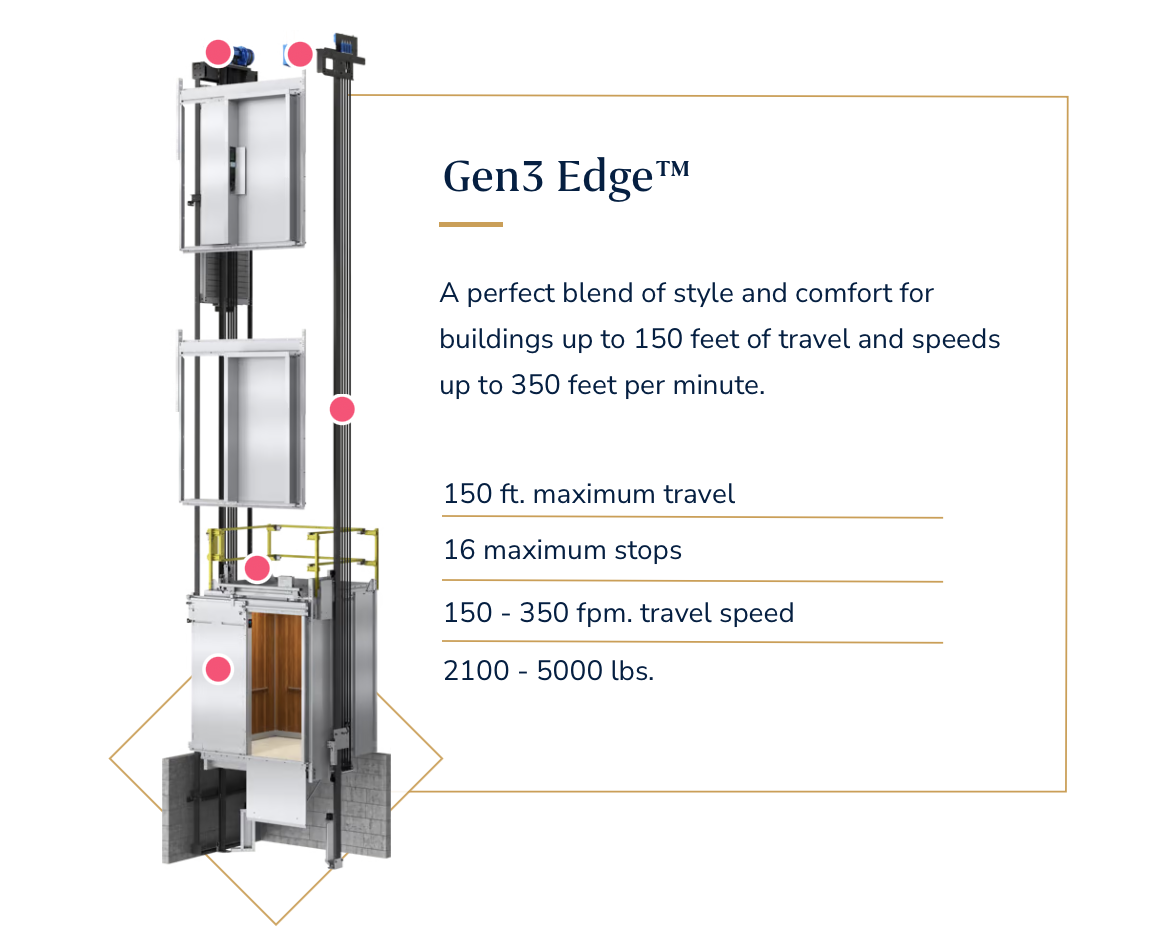 Gen3 Edge™
A perfect blend of style and comfort for
buildings up to 150 feet of travel and speeds
up to 350 feet per minute.
150 ft. maximum travel
16 maximum stops
150 - 350 fpm. travel speed
2100 - 5000 lbs.